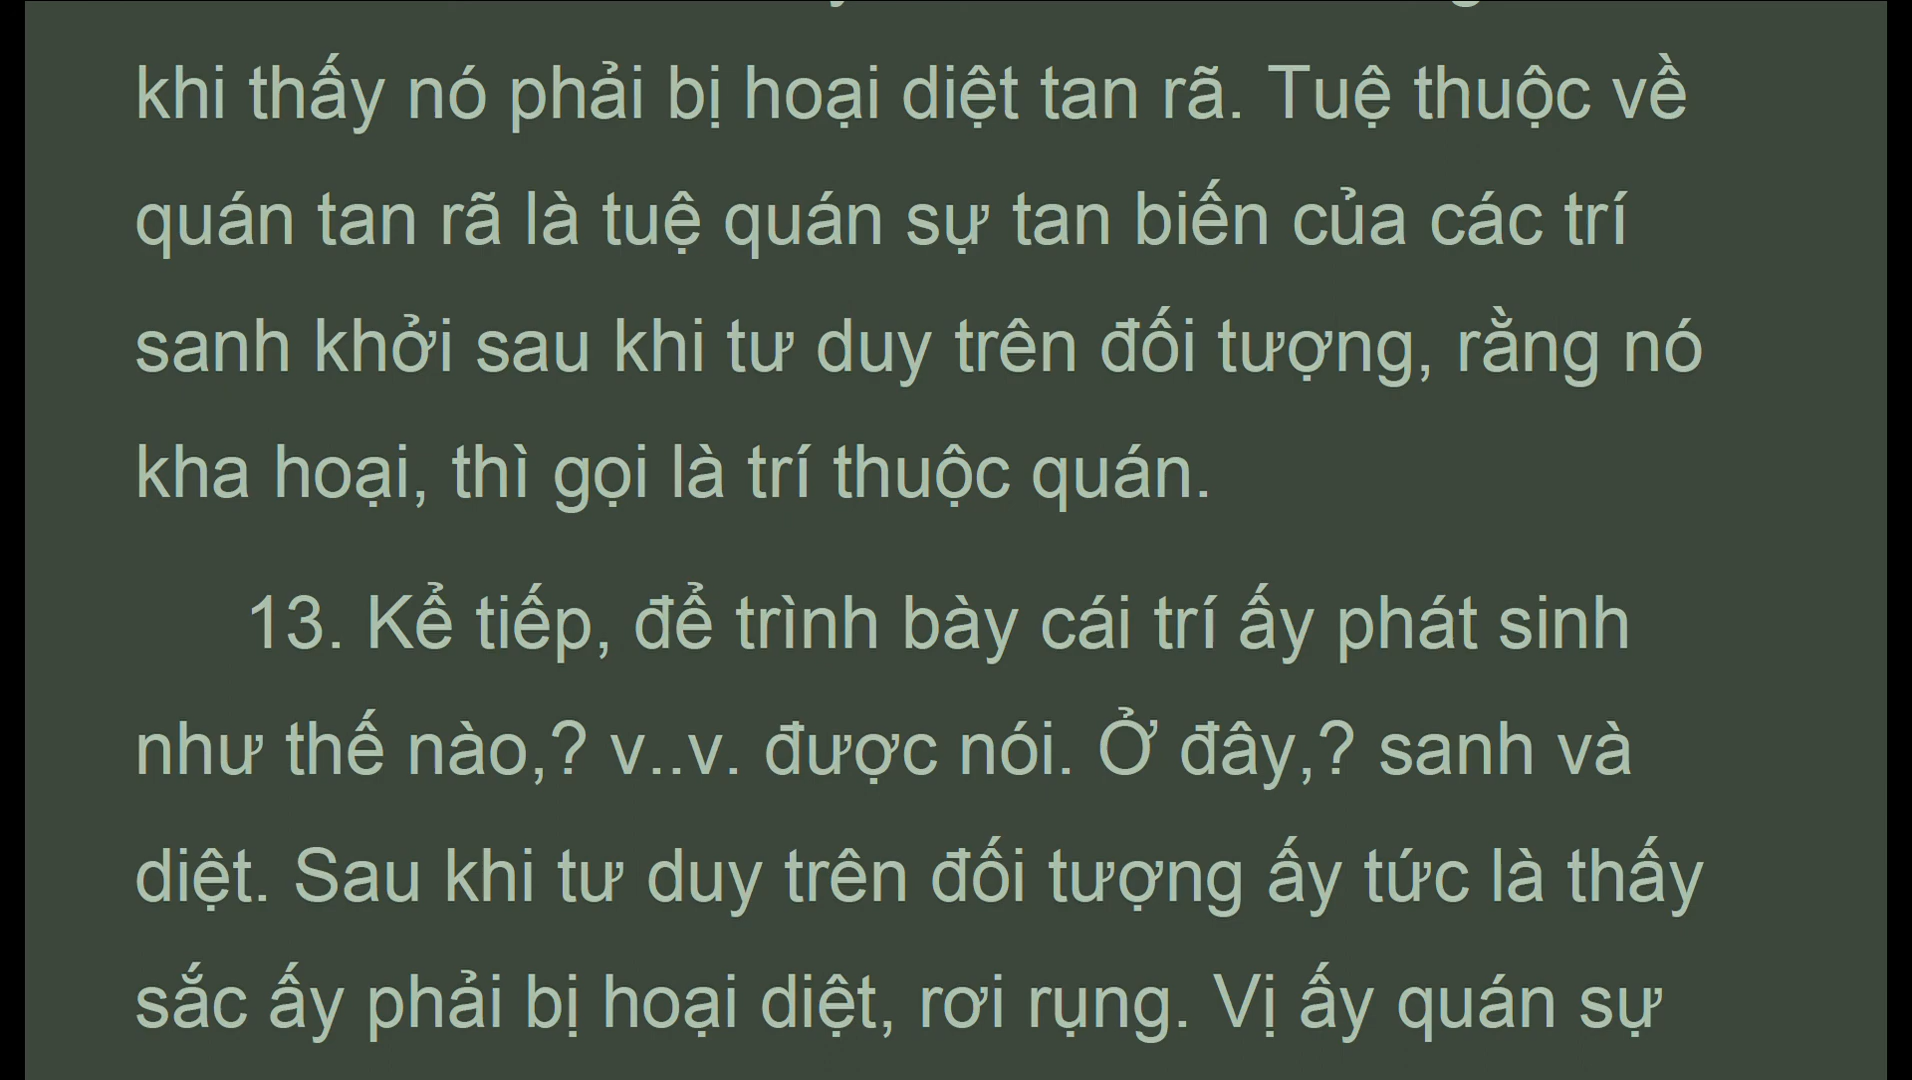 khi thấy nó phải bị hoại diệt tan rã. Tuệ thuộc về
quán tan rã là tuệ quán sự tan biến của các trí
sanh khởi sau khi tư duy trên đối tượng, rằng nó
kha hoại, thì gọi là trí thuộc quán.
13. Kể tiếp, để trình bày cái trí ấy phát sinh
như thế nào,? v..v. được nói. Ở đây,? sanh và
diệt. Sau khi tư duy trên đối tượng ấy tức là thấy
sắc ấy phải bị hoại diệt, rơi rụng. Vị ấy quán sự